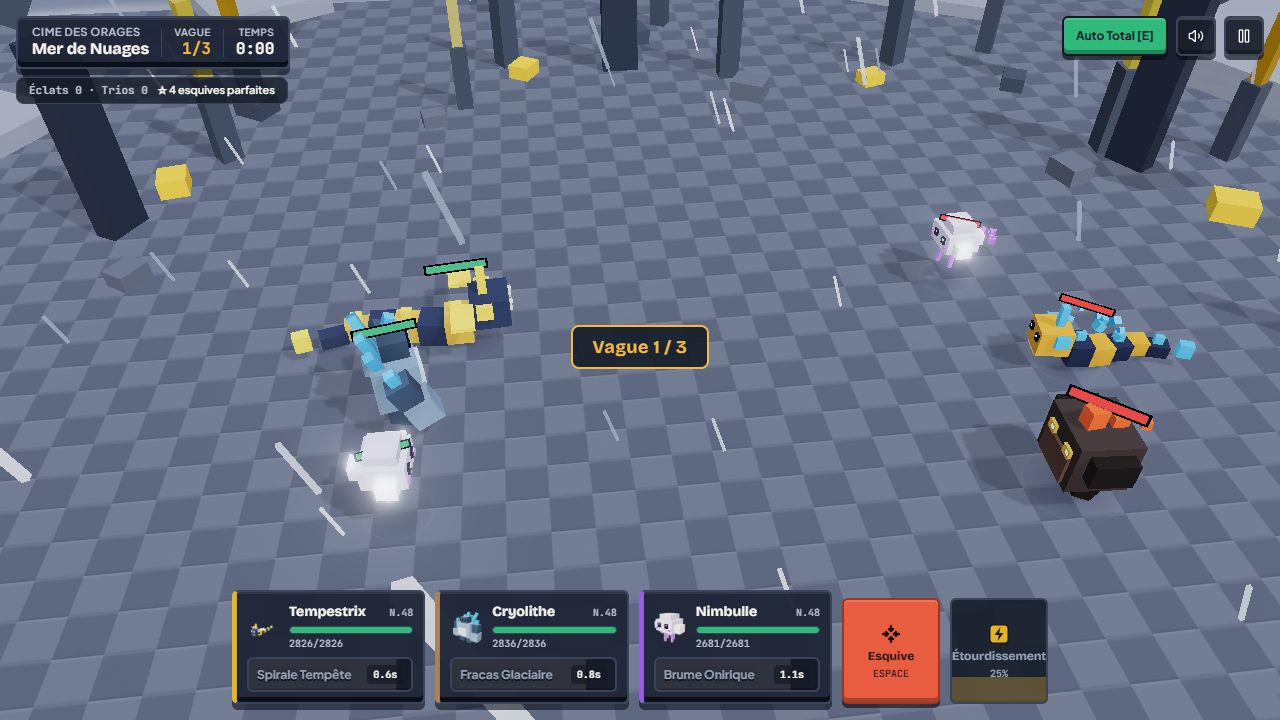 CIME DES ORAGES
Mer de Nuages
VAGUE
1/3
TEMPS
0:00
Éclats 0 · Trios 0 ★ 4 esquives parfaites
Auto Total [E]
Vague 1 / 3
Tempestrix N.48
2826/2826
Spirale Tempête 0.6s
Cryolithe N.48
2836/2836
Fracas Glaciaire 0.8s
Nimbulle N.48
2681/2681
Brume Onirique 1.1s
Esquive
ESPACE
Étourdissement
25%